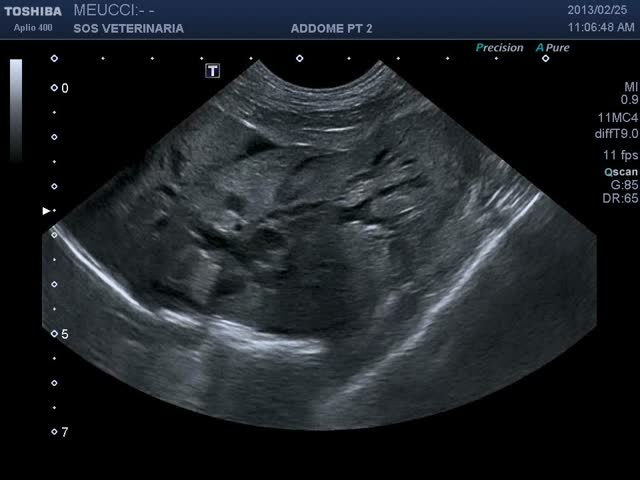 TOSHIBA MEUCCI:- - 2013/02/25
Aplio 400 SOS VETERINARIA ADDOME PT 2 11:06:48 AM
Precision A Pure
T
0
MI
0.9
11MC4
diffT9.0
11 fps
Qscan
G:85
DR:65
5
7